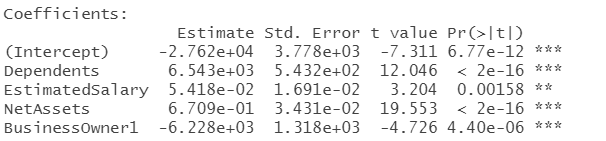 Coefficients:
Estimate Std. Error t value Pr(>|t|)
(Intercept) -2.762e+04 3.778e+03 -7.311 6.77e-12 ***
Dependents 6.543e+03 5.432e+02 12.046 < 2e-16 ***
EstimatedSalary 5.418e-02 1.691e-02 3.204 0.00158 **
NetAssets 6.709e-01 3.431e-02 19.553 < 2e-16 ***
BusinessOwner1 -6.228e+03 1.318e+03 -4.726 4.40e-06 ***